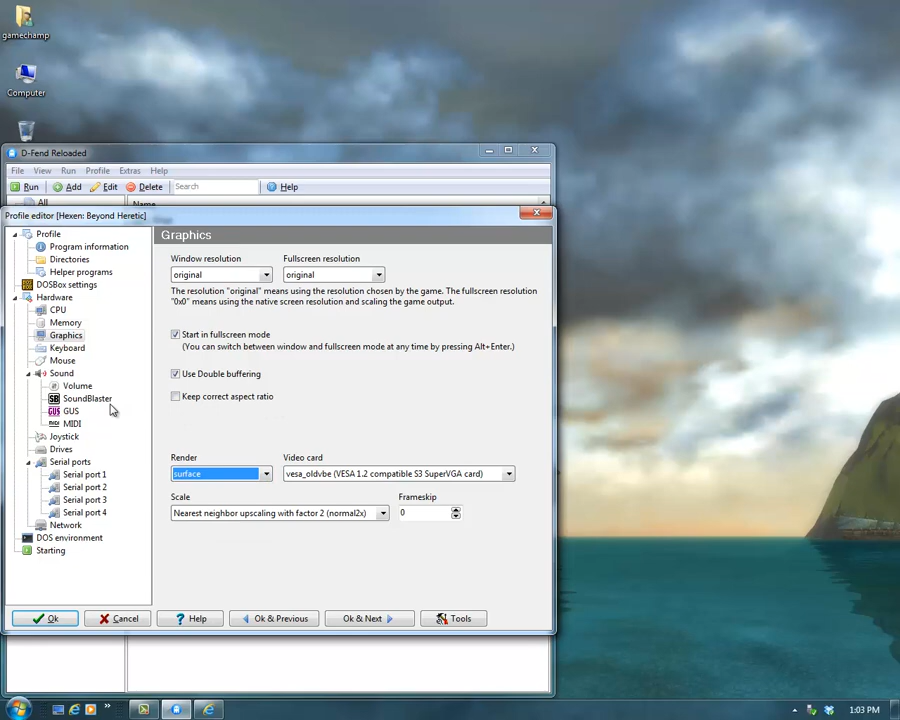 gamechamp
Computer
D-Fend Reloaded
File View Run Profile Extras Help
Run Add Edit Delete Search Help
All Name
Profile editor [Hexen: Beyond Heretic]
Profile
Program information
Directories
Helper programs
DOSBox settings
Hardware
CPU
Memory
Graphics
Keyboard
Mouse
Sound
Volume
SB SoundBlaster
GUS GUS
MIDI MIDI
Joystick
Drives
Serial ports
Serial port 1
Serial port 2
Serial port 3
Serial port 4
Network
DOS environment
Starting
Graphics
Window resolution Fullscreen resolution
original original
The resolution "original" means using the resolution chosen by the game. The fullscreen resolution
"0x0" means using the native screen resolution and scaling the game output.
Start in fullscreen mode
(You can switch between window and fullscreen mode at any time by pressing Alt+Enter.)
Use Double buffering
Keep correct aspect ratio
Render Video card
surface vesa_oldvbe (VESA 1.2 compatible S3 SuperVGA card)
Scale Frameskip
Nearest neighbor upscaling with factor 2 (normal2x) 0
Ok Cancel Help Ok & Previous Ok & Next Tools
1:03 PM